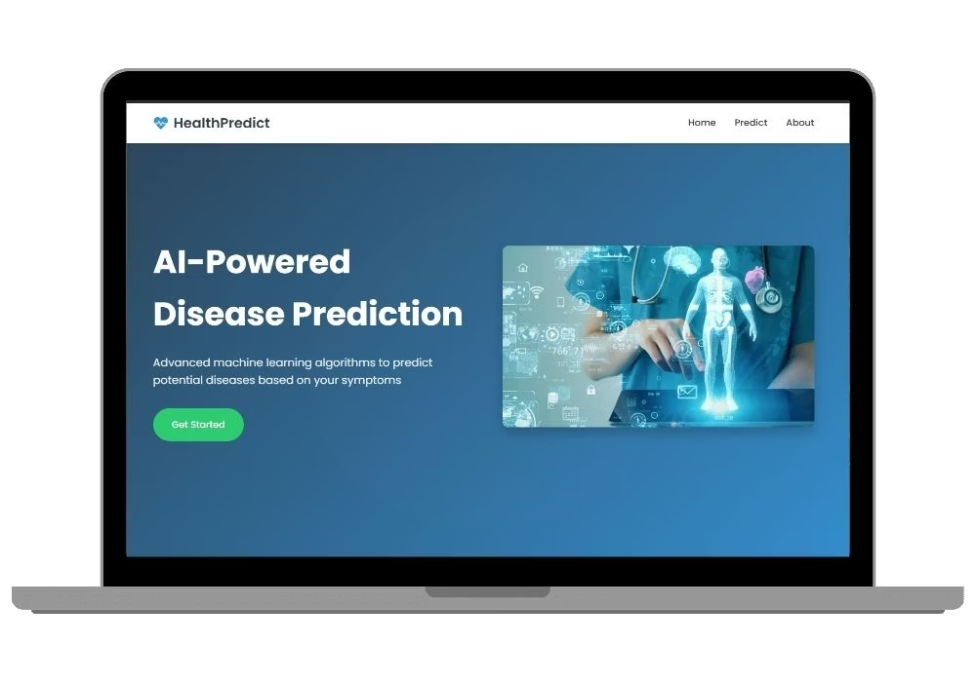 HealthPredict
Home Predict About
AI-Powered
Disease Prediction
Advanced machine learning algorithms to predict
potential diseases based on your symptoms
Get Started